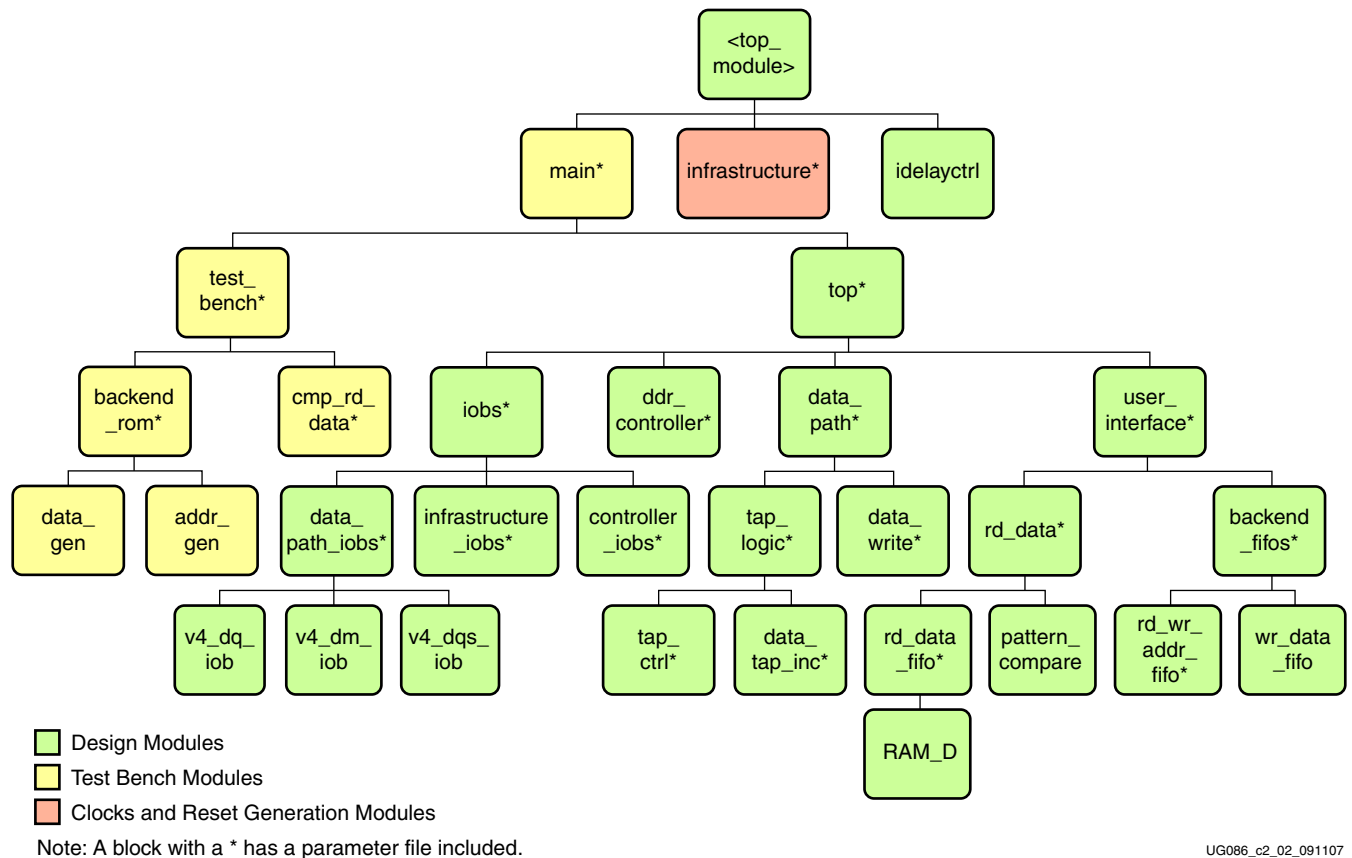 <top_
module>
main*
infrastructure*
idelayctrl
test_
bench*
top*
backend
_rom*
cmp_rd_
data*
iobs*
ddr_
controller*
data_
path*
user_
interface*
data_
gen
addr_
gen
data_
path_iobs*
infrastructure
_iobs*
controller
_iobs*
tap_
logic*
data_
write*
rd_data*
backend
_fifos*
v4_dq_
iob
v4_dm_
iob
v4_dqs_
iob
tap_
ctrl*
data_
tap_inc*
rd_data
_fifo*
pattern_
compare
rd_wr_
addr_
fifo*
wr_data
_fifo
RAM_D
Design Modules
Test Bench Modules
Clocks and Reset Generation Modules
Note: A block with a * has a parameter file included.
UG086_c2_02_091107